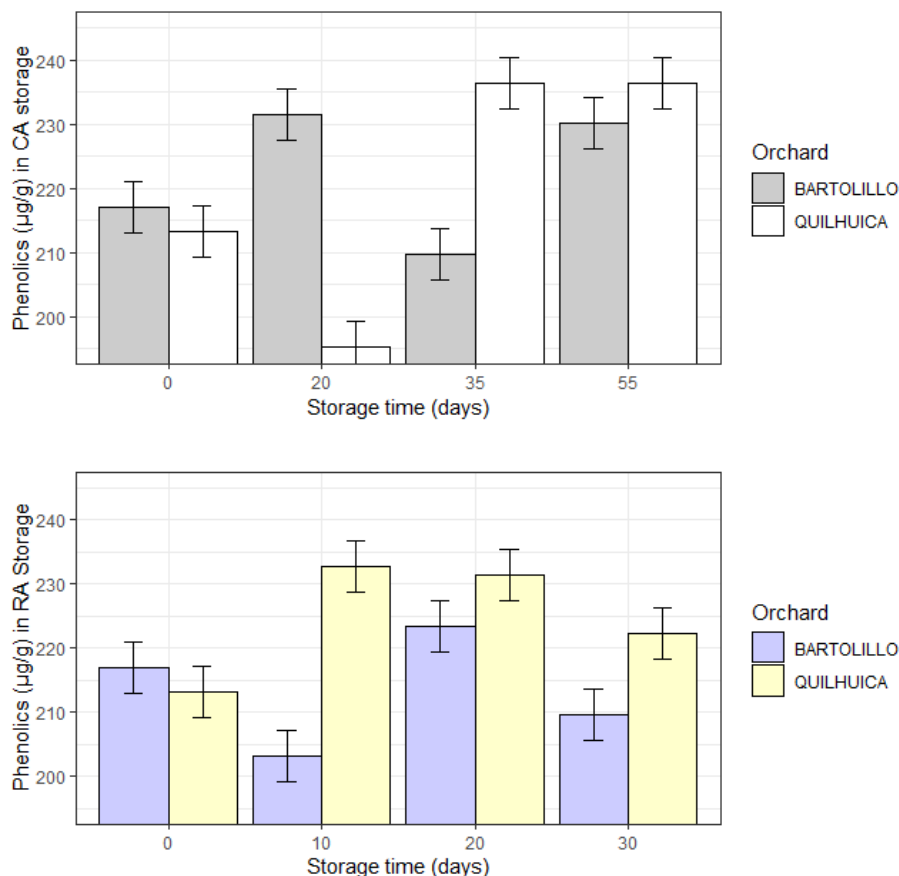 Phenolics (µg/g) in CA storage
240
230
220
210
200
0 20 35 55
Storage time (days)
Orchard
BARTOLILLO
QUILHUICA
Phenolics (µg/g) in RA Storage
240
230
220
210
200
0 10 20 30
Storage time (days)
Orchard
BARTOLILLO
QUILHUICA